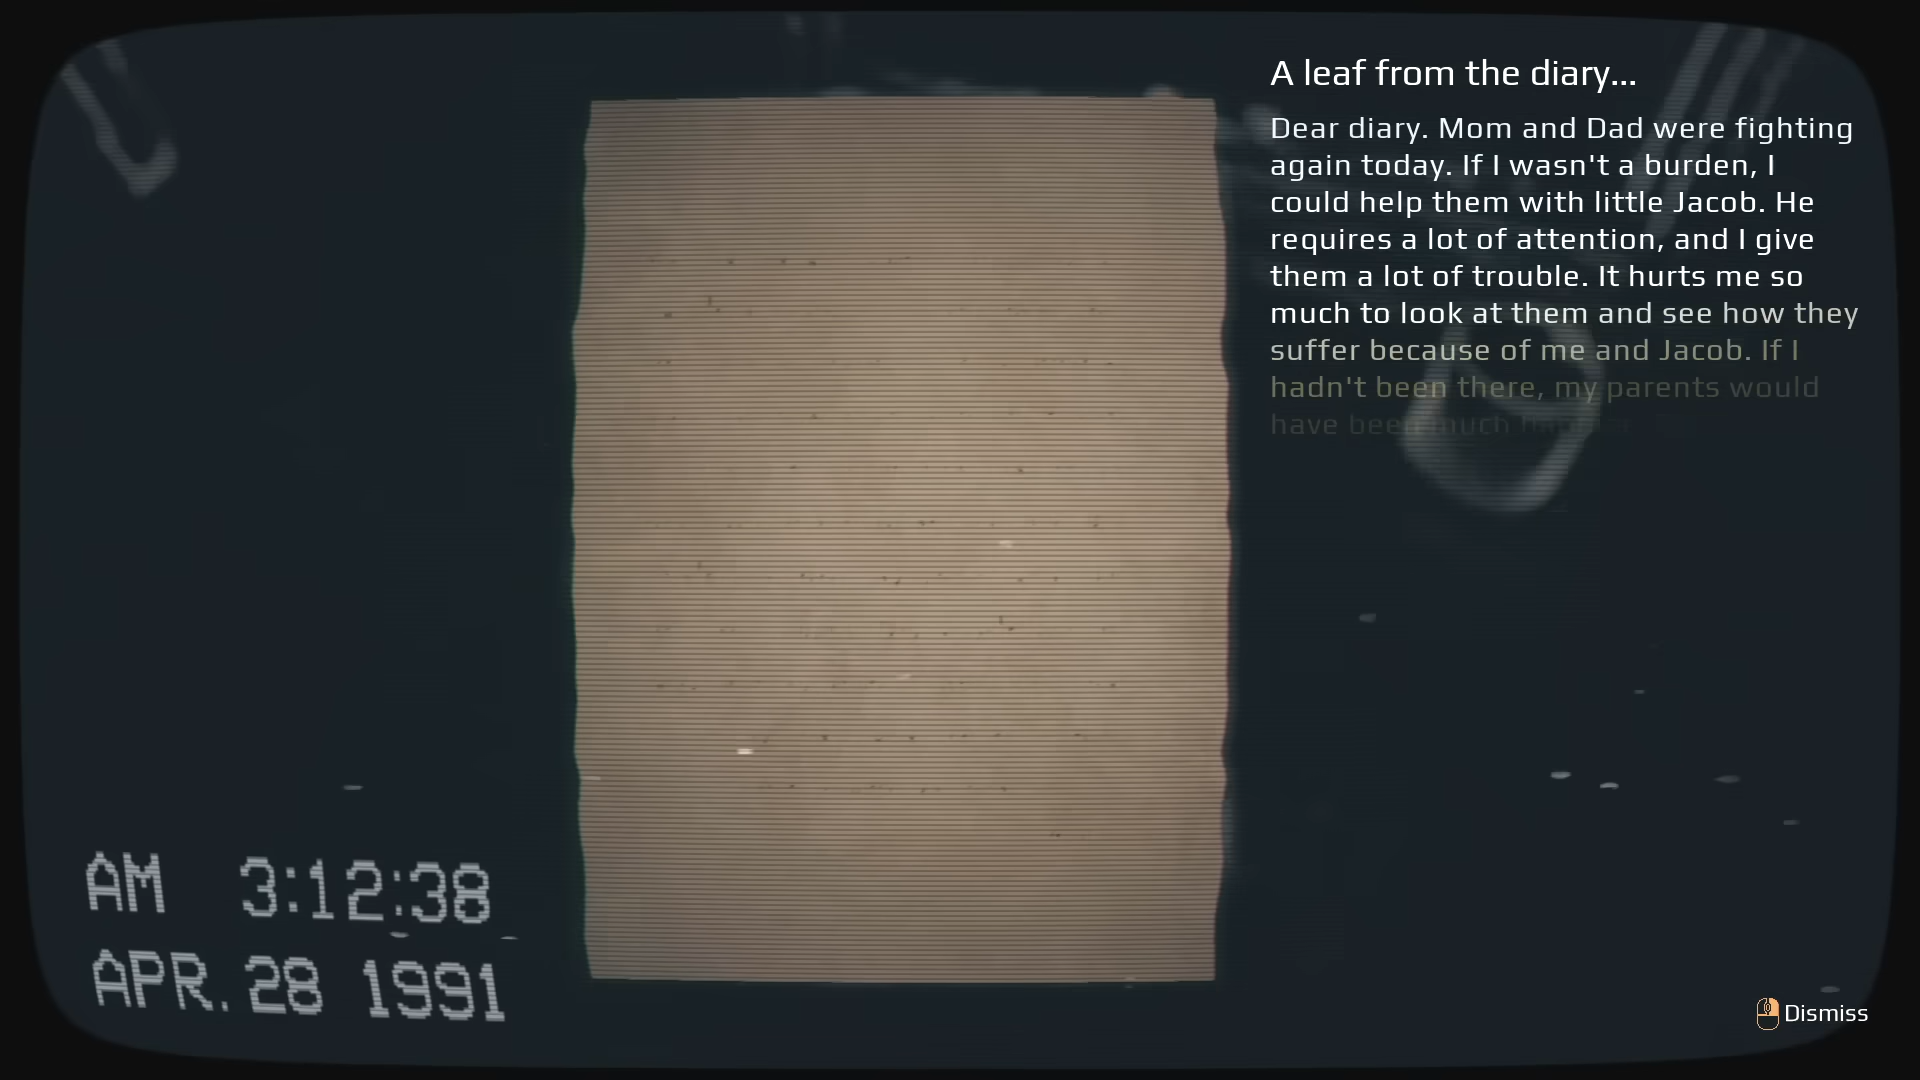 A leaf from the diary...
Dear diary. Mom and Dad were fighting
again today. If I wasn't a burden, I
could help them with little Jacob. He
requires a lot of attention, and I give
them a lot of trouble. It hurts me so
much to look at them and see how they
suffer because of me and Jacob. If I
hadn't been there, my parents would
have been much
AM 3:12:38
APR. 28 1991
Dismiss